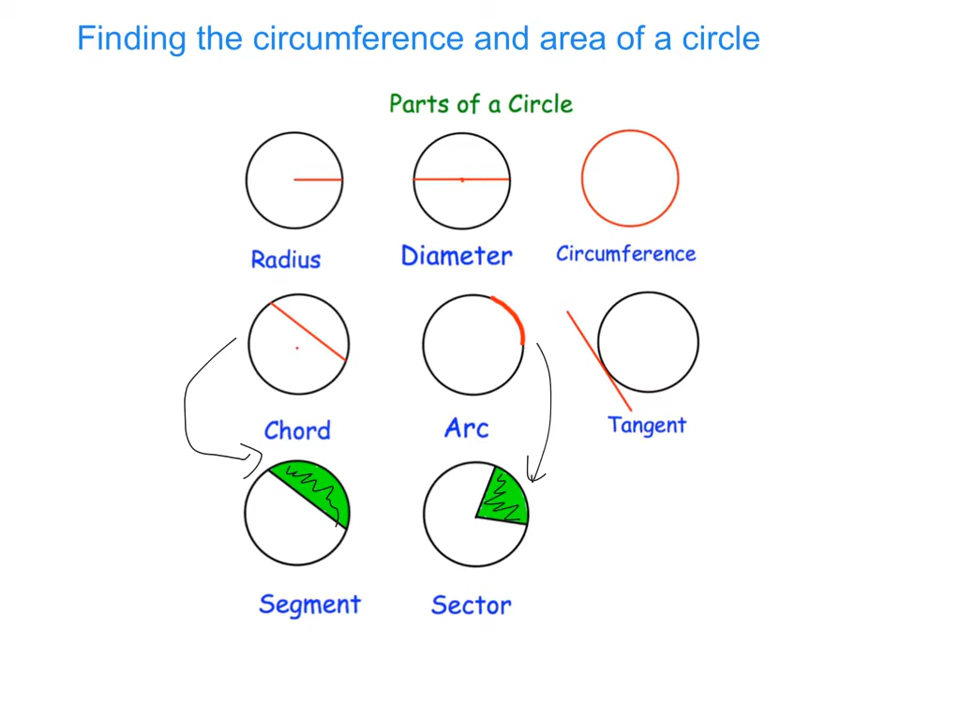 Finding the circumference and area of a circle
Parts of a Circle
Radius
Diameter
Circumference
Chord
Arc
Tangent
Segment
Sector